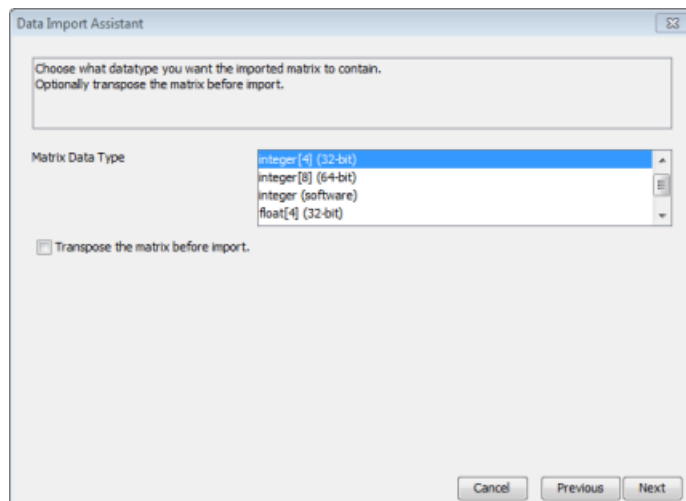 Data Import Assistant
Choose what datatype you want the imported matrix to contain.
Optionally transpose the matrix before import.
Matrix Data Type
integer[4] (32-bit)
integer[8] (64-bit)
integer (software)
float[4] (32-bit)
Transpose the matrix before import.
Cancel
Previous
Next